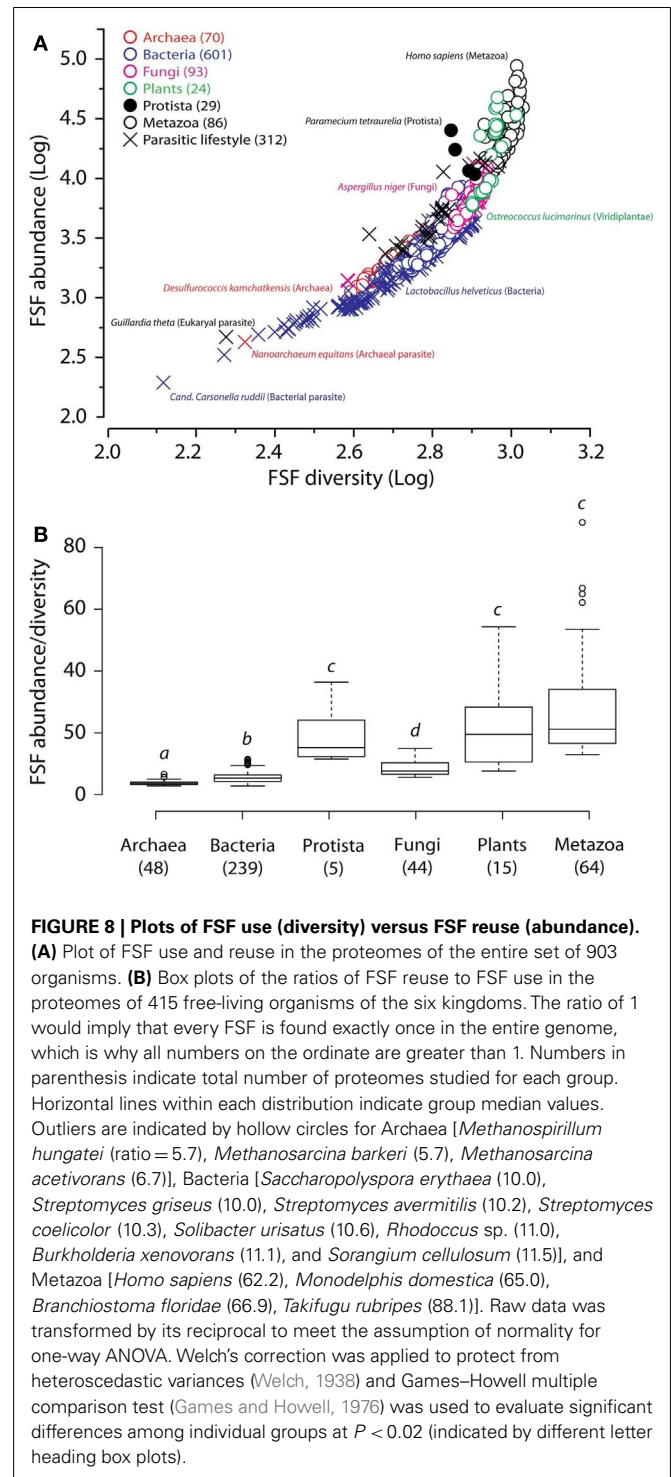 A
Archaea (70)
Bacteria (601)
Fungi (93)
Plants (24)
Protista (29)
Metazoa (86)
Parasitic lifestyle (312)
Homo sapiens (Metazoa)
Paramecium tetraurelia (Protista)
Aspergillus niger (Fungi)
Ostreococcus lucimarinus (Viridiplantae)
Desulfurococcis kamchatkensis (Archaea)
Lactobacillus helveticus (Bacteria)
Guillardia theta (Eukaryal parasite)
Nanoarchaeum equitans (Archaeal parasite)
Cand. Carsonella ruddii (Bacterial parasite)
FSF abundance (Log)
5.0
4.5
4.0
3.5
3.0
2.5
2.0
2.0 2.2 2.4 2.6 2.8 3.0 3.2
FSF diversity (Log)
B
FSF abundance/diversity
80
60
40
50
0
a b c d c c
Archaea Bacteria Protista Fungi Plants Metazoa
(48) (239) (5) (44) (15) (64)
FIGURE 8 | Plots of FSF use (diversity) versus FSF reuse (abundance).
(A) Plot of FSF use and reuse in the proteomes of the entire set of 903
organisms. (B) Box plots of the ratios of FSF reuse to FSF use in the
proteomes of 415 free-living organisms of the six kingdoms. The ratio of 1
would imply that every FSF is found exactly once in the entire genome,
which is why all numbers on the ordinate are greater than 1. Numbers in
parenthesis indicate total number of proteomes studied for each group.
Horizontal lines within each distribution indicate group median values.
Outliers are indicated by hollow circles for Archaea [Methanospirillum
hungatei (ratio = 5.7), Methanosarcina barkeri (5.7), Methanosarcina
acetivorans (6.7)], Bacteria [Saccharopolyspora erythaea (10.0),
Streptomyces griseus (10.0), Streptomyces avermitilis (10.2), Streptomyces
coelicolor (10.3), Solibacter urisatus (10.6), Rhodoccus sp. (11.0),
Burkholderia xenovorans (11.1), and Sorangium cellulosum (11.5)], and
Metazoa [Homo sapiens (62.2), Monodelphis domestica (65.0),
Branchiostoma floridae (66.9), Takifugu rubripes (88.1)]. Raw data was
transformed by its reciprocal to meet the assumption of normality for
one-way ANOVA. Welch's correction was applied to protect from
heteroscedastic variances (Welch, 1938) and Games–Howell multiple
comparison test (Games and Howell, 1976) was used to evaluate significant
differences among individual groups at P < 0.02 (indicated by different letter
heading box plots).